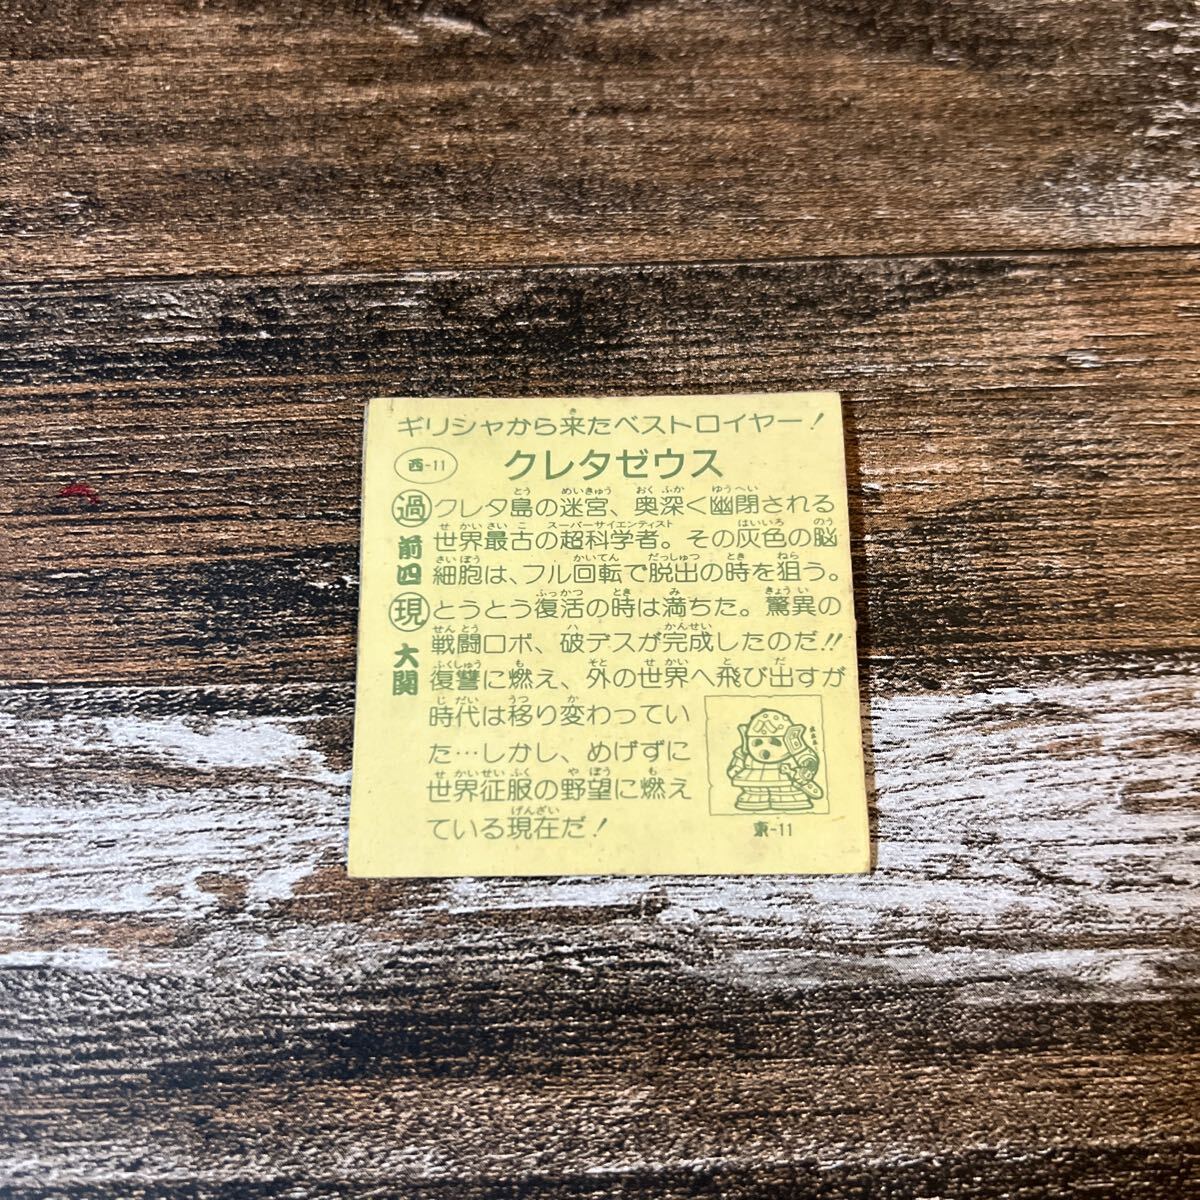 ギリシャから来たベストロイヤー!
西-11 クレタゼウス
過 クレタ島の迷宮、奥深く幽閉される
前四 世界最古の超科学者。その灰色の脳
細胞は、フル回転で脱出の時を狙う。
現 とうとう復活の時は満ちた。驚異の
大関 戦闘ロボ、破デスが完成したのだ!!
復讐に燃え、外の世界へ飛び出すが
時代は移り変わってい
た…しかし、めげずに
世界征服の野望に燃え
ている現在だ!
東-11